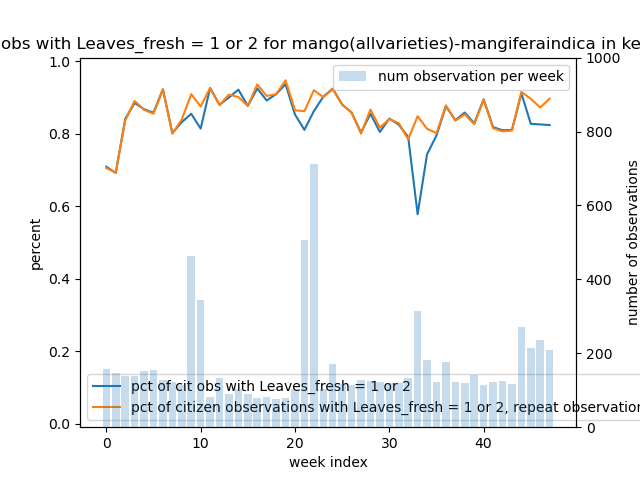 obs with Leaves_fresh = 1 or 2 for mango(allvarieties)-mangiferaindica in ke
num observation per week
1.0
0.8
0.6
0.4
0.2
0.0
percent
1000
800
600
400
200
0
number of observations
pct of cit obs with Leaves_fresh = 1 or 2
pct of citizen observations with Leaves_fresh = 1 or 2, repeat observation
0 10 20 30 40
week index